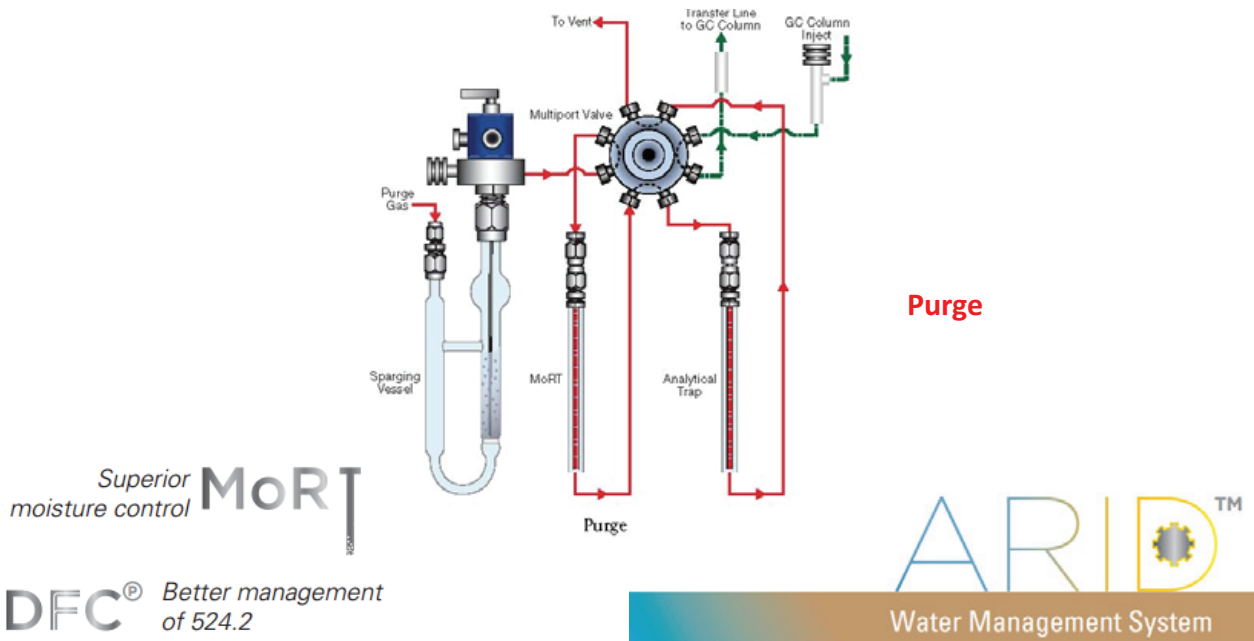 To Vent
Transfer Line
to GC Column
GC Column
Inject
Multiport Valve
Purge
Gas
Purge
Sparging
Vessel
MoRT
Analytical
Trap
Superior
moisture control
MoRT
Purge
ARID™
DFC℗
Better management
of 524.2
Water Management System